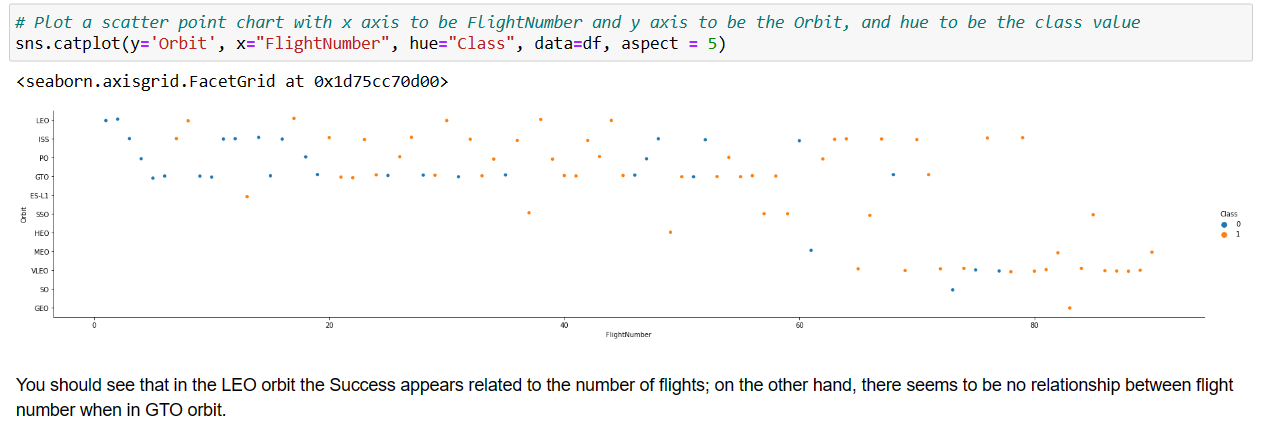 # Plot a scatter point chart with x axis to be FlightNumber and y axis to be the Orbit, and hue to be the class value
sns.catplot(y='Orbit', x="FlightNumber", hue="Class", data=df, aspect = 5)
<seaborn.axisgrid.FacetGrid at 0x1d75cc70d00>
LEO
ISS
PO
GTO
ES-L1
SSO
HEO
MEO
VLEO
SO
GEO
Orbit
0 20 40 60 80
FlightNumber
Class
0
1
You should see that in the LEO orbit the Success appears related to the number of flights; on the other hand, there seems to be no relationship between flight
number when in GTO orbit.